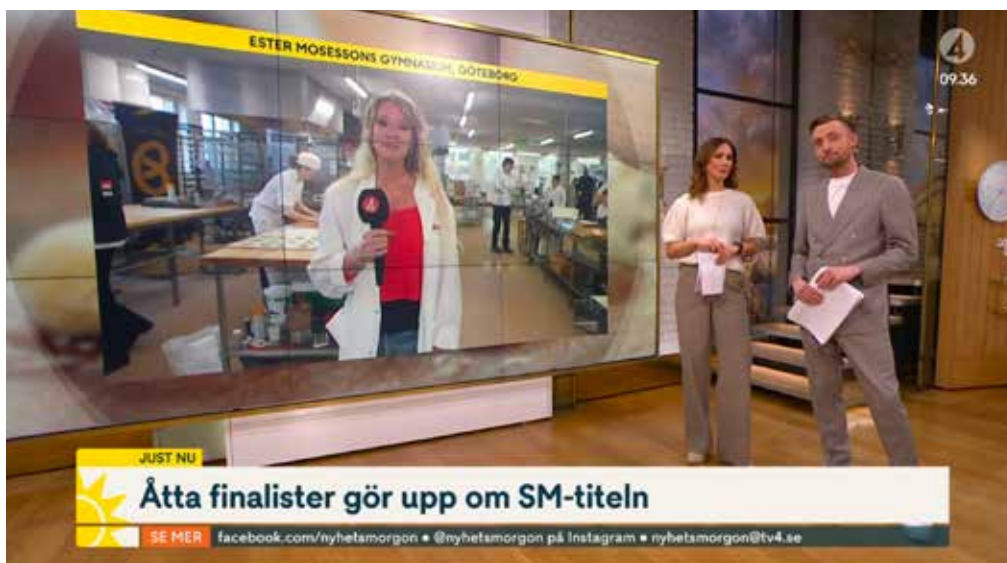 ESTER MOSESSONS GYMNASIUM, GÖTEBORG
4
09.36
4
JUST NU
Åtta finalister gör upp om SM-titeln
SE MER facebook.com/nyhetsmorgon • @nyhetsmorgon på Instagram • nyhetsmorgon@tv4.se